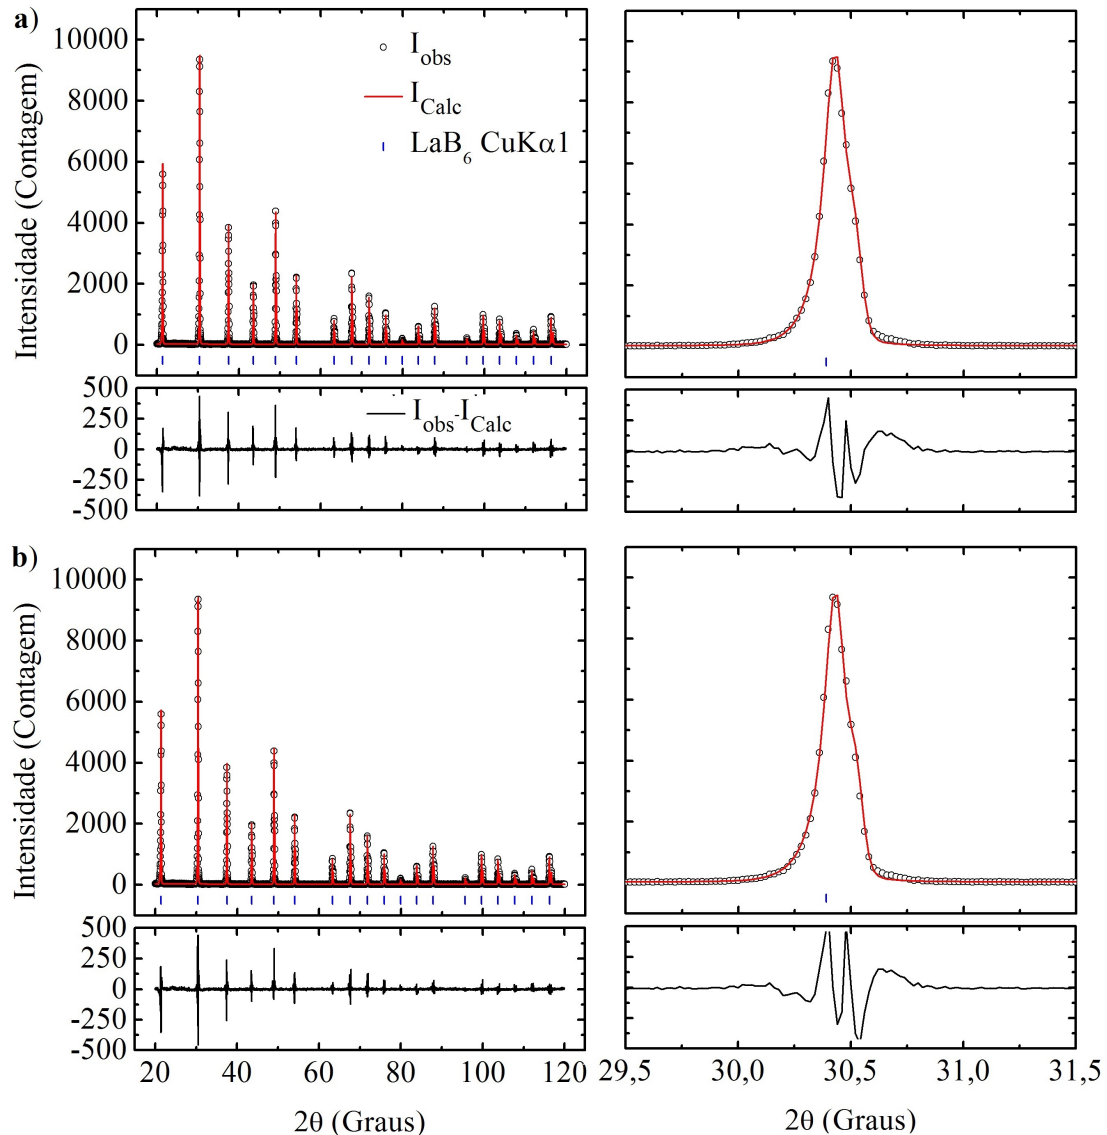 a)
10000
8000
6000
4000
2000
0
Intensidade (Contagem)
I_obs
I_Calc
LaB_6 CuKα1
500
250
0
-250
-500
I_obs-I_Calc
b)
10000
8000
6000
4000
2000
0
Intensidade (Contagem)
500
250
0
-250
-500
20 40 60 80 100 120
2θ (Graus)
29,5 30,0 30,5 31,0 31,5
2θ (Graus)